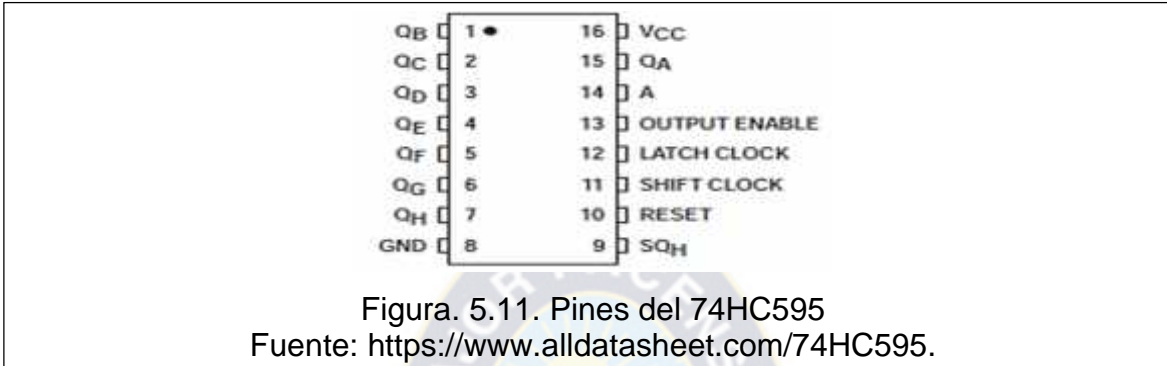 QB 1 16 VCC
QC 2 15 QA
QD 3 14 A
QE 4 13 OUTPUT ENABLE
QF 5 12 LATCH CLOCK
QG 6 11 SHIFT CLOCK
QH 7 10 RESET
GND 8 9 SQH
Figura. 5.11. Pines del 74HC595
Fuente: https://www.alldatasheet.com/74HC595.